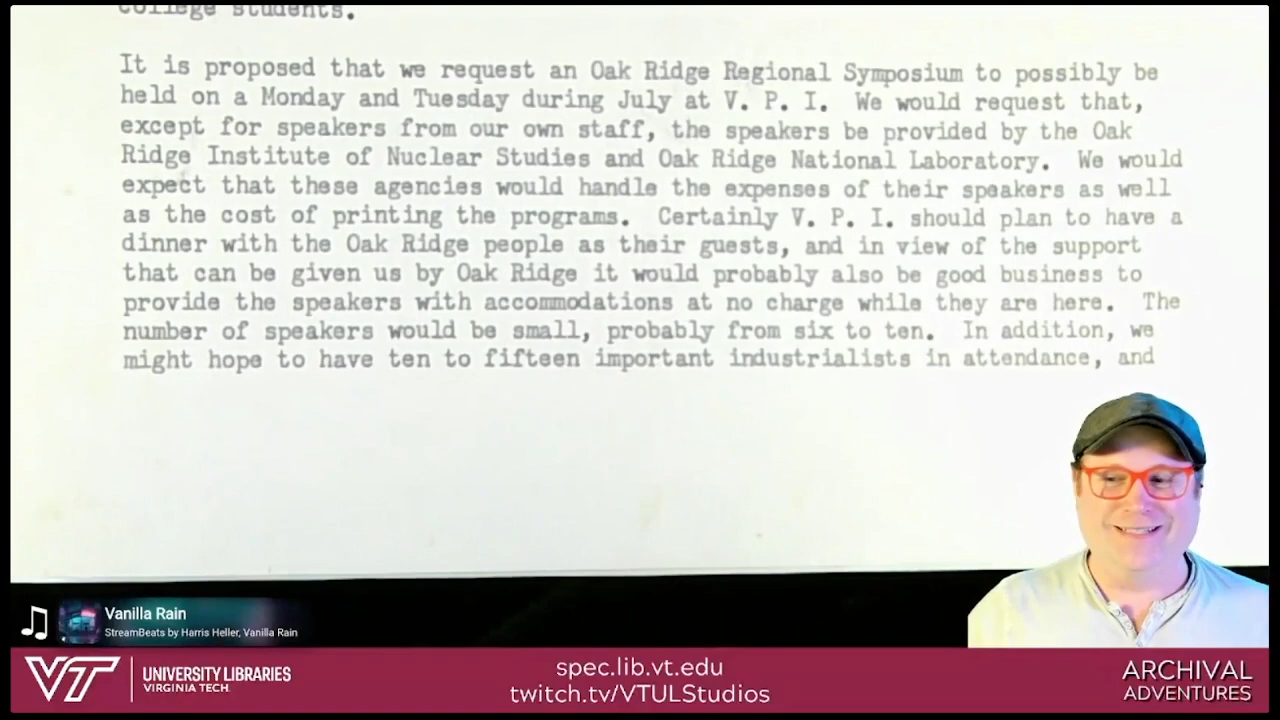 college students.
It is proposed that we request an Oak Ridge Regional Symposium to possibly be
held on a Monday and Tuesday during July at V. P. I. We would request that,
except for speakers from our own staff, the speakers be provided by the Oak
Ridge Institute of Nuclear Studies and Oak Ridge National Laboratory. We would
expect that these agencies would handle the expenses of their speakers as well
as the cost of printing the programs. Certainly V. P. I. should plan to have a
dinner with the Oak Ridge people as their guests, and in view of the support
that can be given us by Oak Ridge it would probably also be good business to
provide the speakers with accommodations at no charge while they are here. The
number of speakers would be small, probably from six to ten. In addition, we
might hope to have ten to fifteen important industrialists in attendance, and
Vanilla Rain
StreamBeats by Harris Heller, Vanilla Rain
VT
UNIVERSITY LIBRARIES
VIRGINIA TECH
spec.lib.vt.edu
twitch.tv/VTULStudios
ARCHIVAL
ADVENTURES